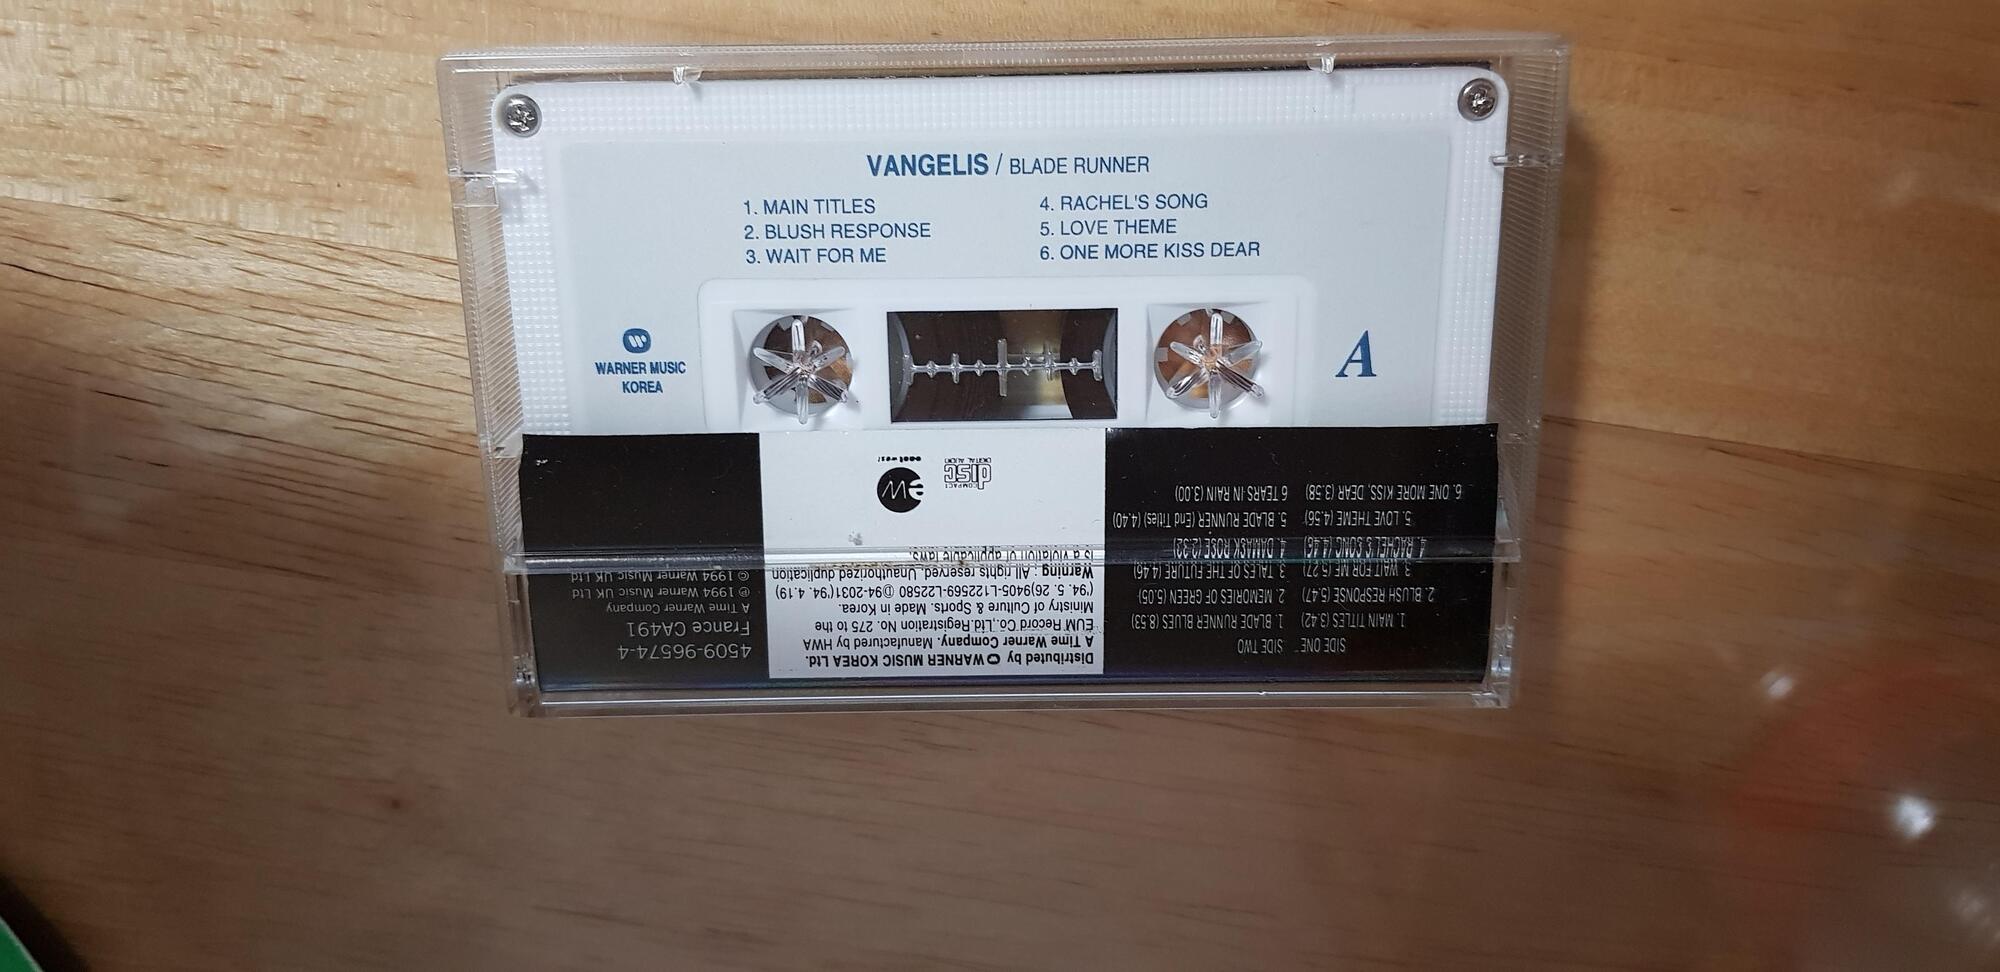 VANGELIS / BLADE RUNNER
1. MAIN TITLES
2. BLUSH RESPONSE
3. WAIT FOR ME
4. RACHEL'S SONG
5. LOVE THEME
6. ONE MORE KISS DEAR
WARNER MUSIC
KOREA
A
SIDE ONE
1. MAIN TITLES (3.42)
2. BLUSH RESPONSE (5.47)
3. WAIT FOR ME (5.27)
4. RACHEL'S SONG (4.46)
5. LOVE THEME (4.56)
6. ONE MORE KISS, DEAR (3.58)
SIDE TWO
1. BLADE RUNNER BLUES (8.53)
2. MEMORIES OF GREEN (5.05)
3. TALES OF THE FUTURE (4.46)
4. DAMASK ROSE (2.32)
5. BLADE RUNNER (End Titles) (4.40)
6 TEARS IN RAIN (3.00)
Distributed by WARNER MUSIC KOREA Ltd.
A Time Warner Company. Manufactured by HWA
EUM Record Co.,Ltd.Registration No. 275 to the
Ministry of Culture & Sports. Made in Korea.
('94. 5. 26)9405-L122569-L22580 ℗94-2031('94. 4.19)
Warning : All rights reserved. Unauthorized duplication
is a violation of applicable laws.
COMPACT
disc
DIGITAL AUDIO
ew
east west
4509-96574-4
France CA491
A Time Warner Company
℗ 1994 Warner Music UK Ltd
© 1994 Warner Music UK Ltd